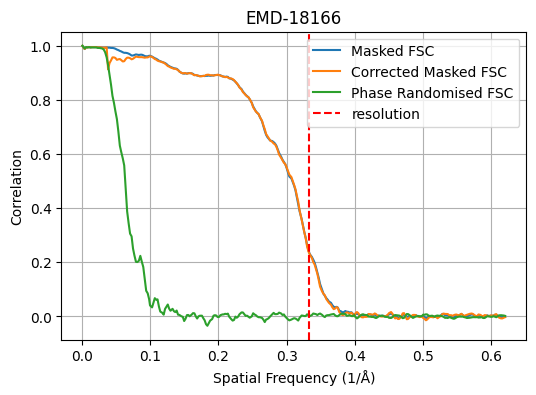 EMD-18166
Masked FSC
Corrected Masked FSC
Phase Randomised FSC
resolution
Correlation
1.0
0.8
0.6
0.4
0.2
0.0
0.0 0.1 0.2 0.3 0.4 0.5 0.6
Spatial Frequency (1/Å)